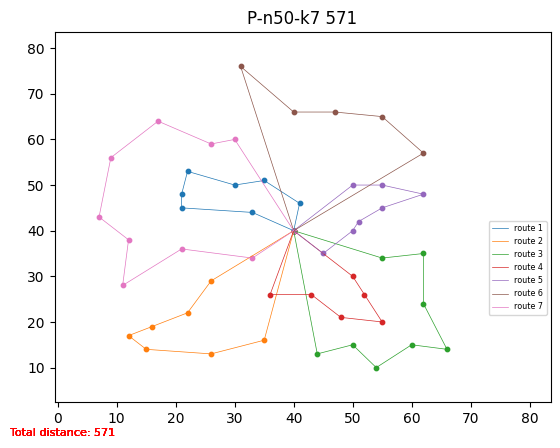 P-n50-k7 571
80
70
60
50
40
30
20
10
0 10 20 30 40 50 60 70 80
route 1
route 2
route 3
route 4
route 5
route 6
route 7
Total distance: 571